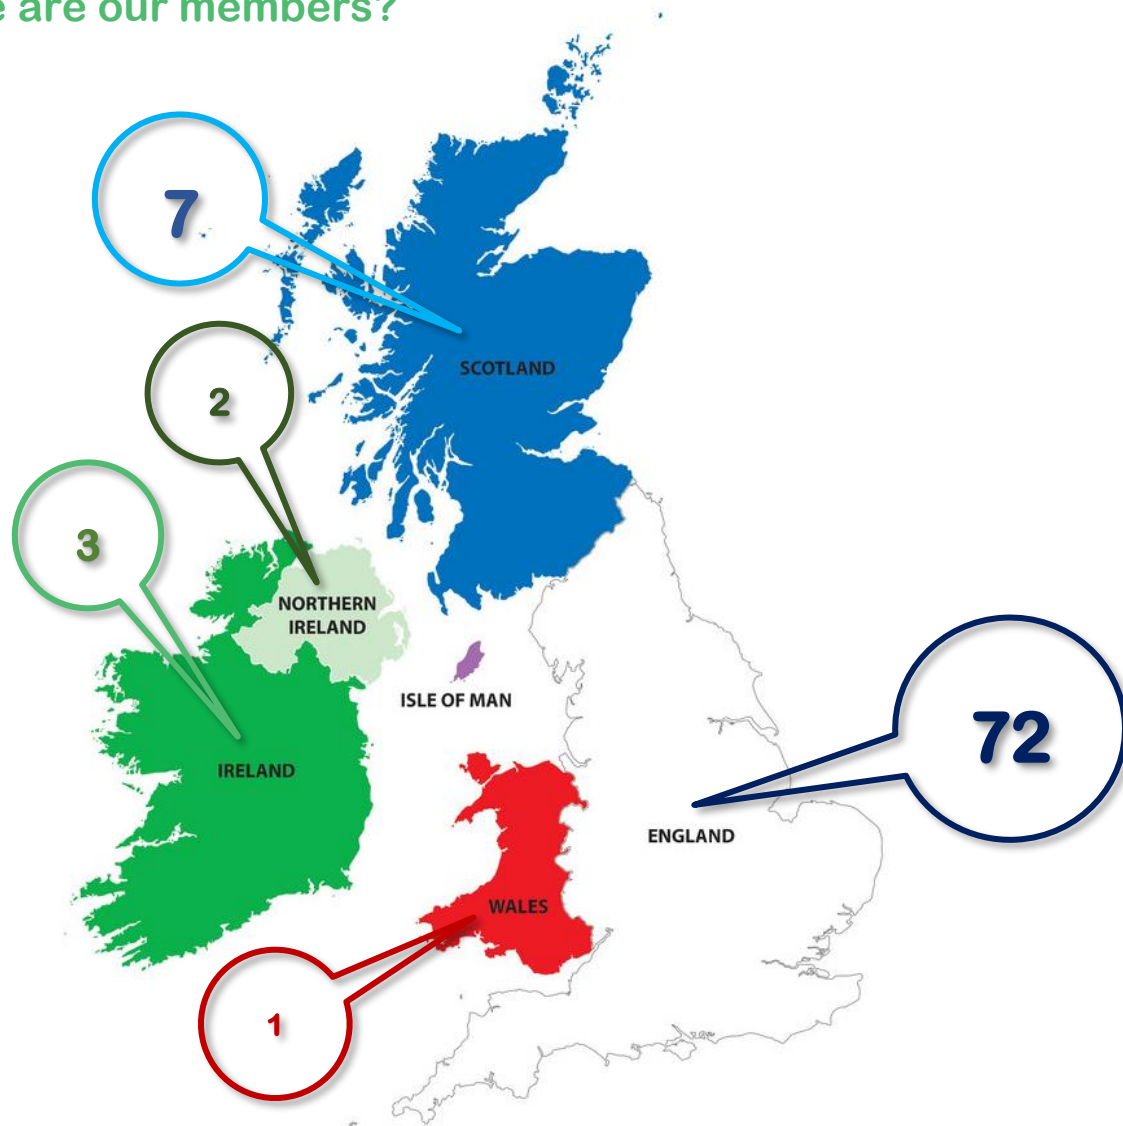 are our members?
7
SCOTLAND
2
3
NORTHERN
IRELAND
ISLE OF MAN
72
IRELAND
ENGLAND
WALES
1